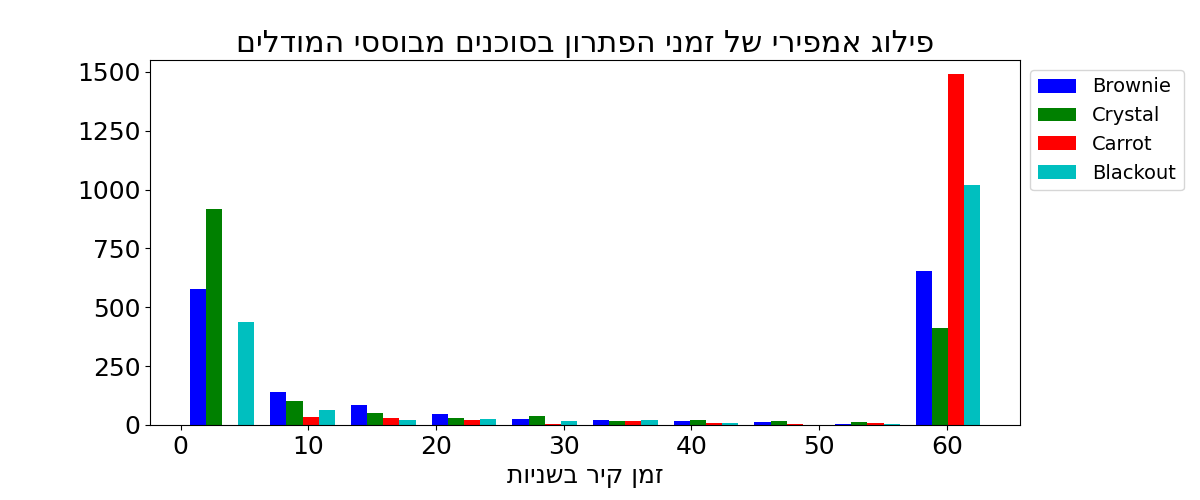 פילוג אמפירי של זמני הפתרון בסוכנים מבוססי המודלים
1500
1250
1000
750
500
250
0
0 10 20 30 40 50 60
זמן קיר בשניות
Brownie
Crystal
Carrot
Blackout